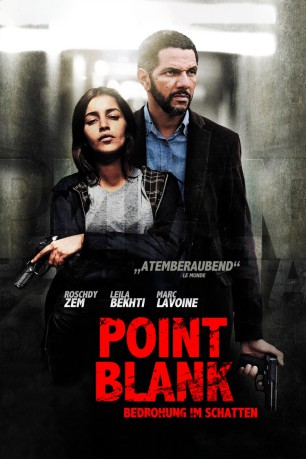 „ATEMBERAUBEND“
LE MONDE
ROSCHDY ZEM
LEILA BEKHTI
MARC LAVOINE
POINT
BLANK
BEDROHUNG IM SCHATTEN